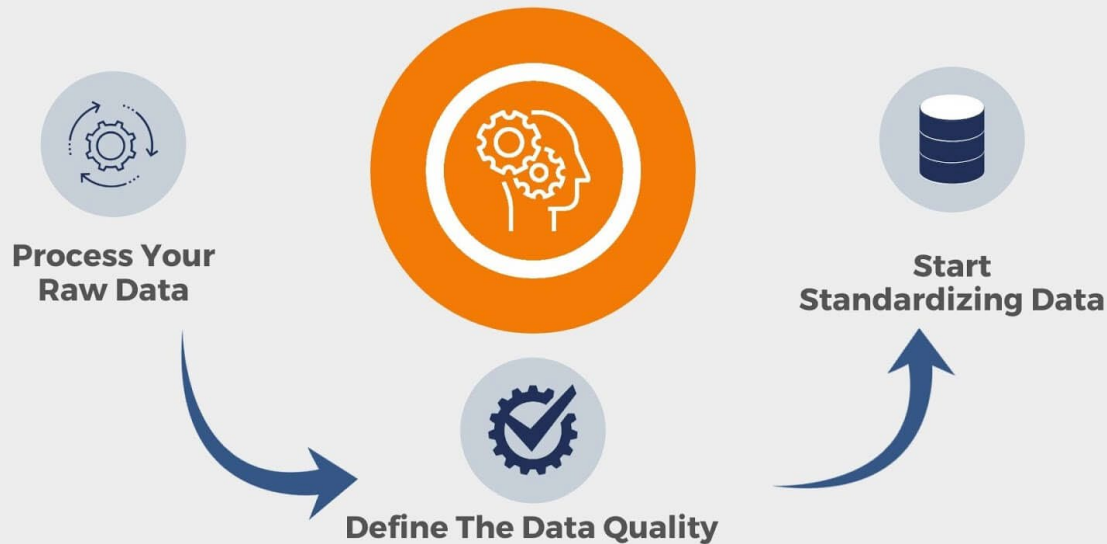 Process Your
Raw Data
Define The Data Quality
Start
Standardizing Data